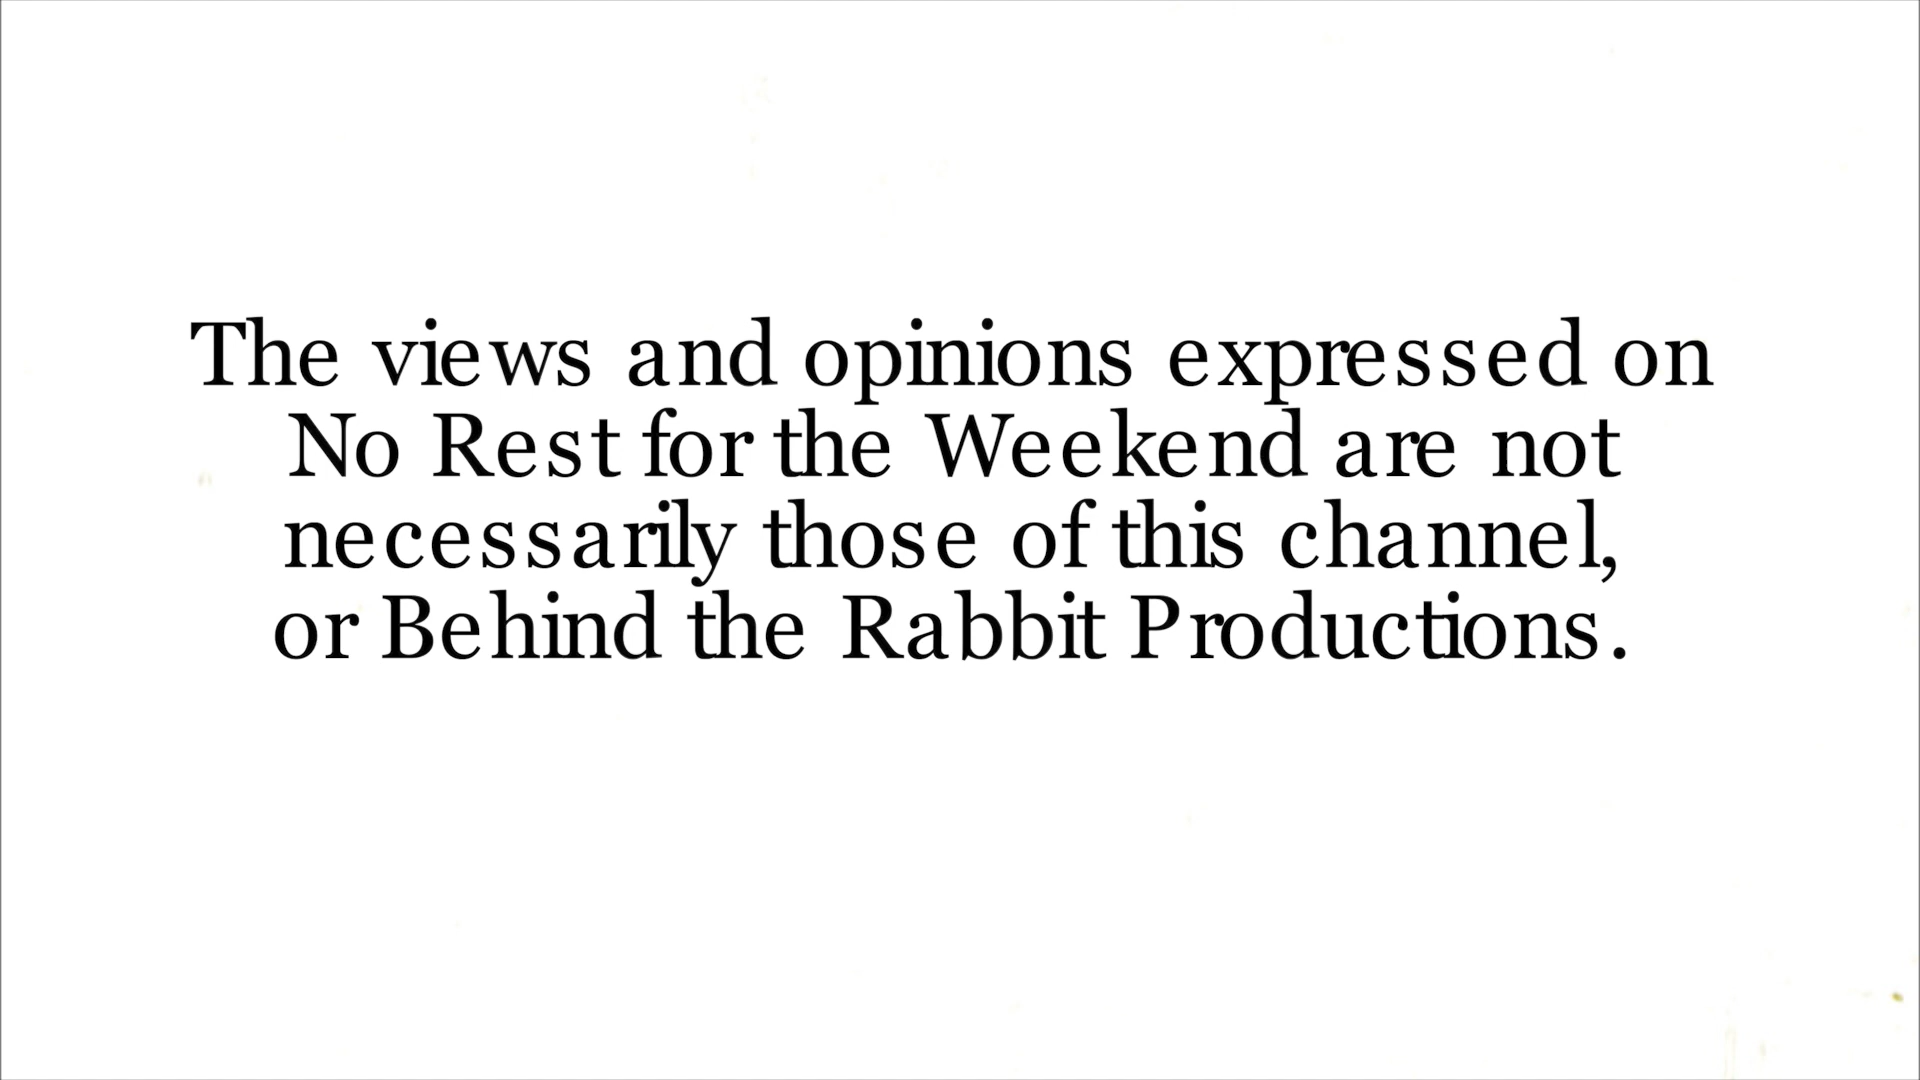 The views and opinions expressed on
No Rest for the Weekend are not
necessarily those of this channel,
or Behind the Rabbit Productions.